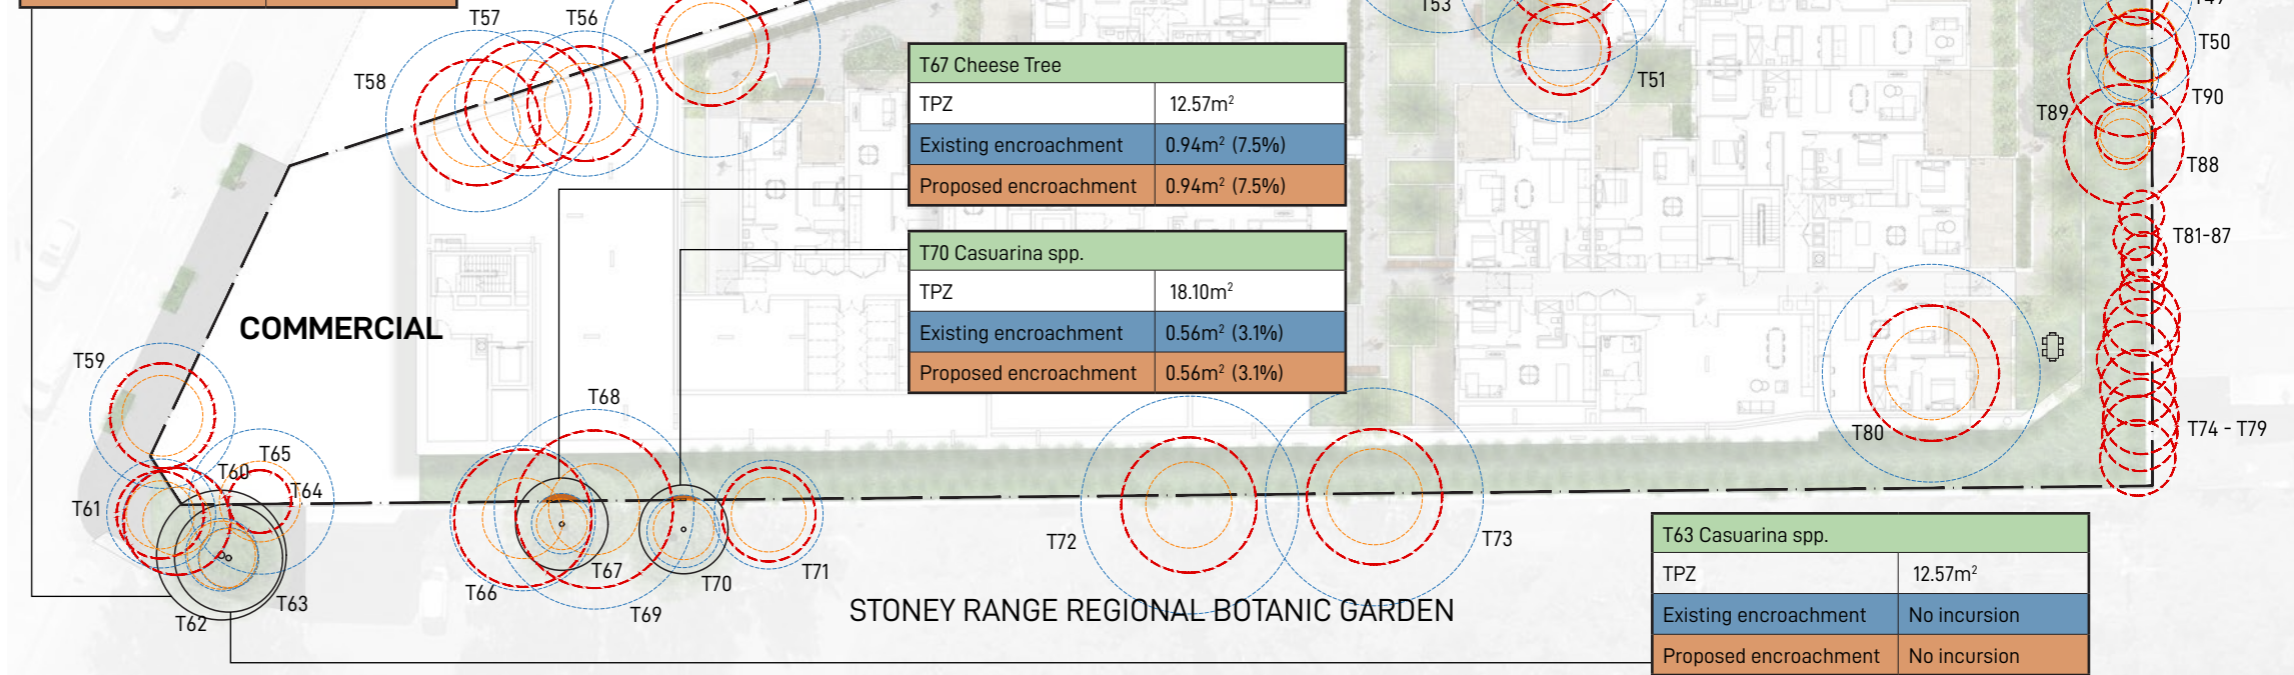 T57
T56
T53
T47
T50
T58
T51
T90
T89
T88
T67 Cheese Tree
TPZ 12.57m²
Existing encroachment 0.94m² (7.5%)
Proposed encroachment 0.94m² (7.5%)
T81-87
T70 Casuarina spp.
TPZ 18.10m²
Existing encroachment 0.56m² (3.1%)
Proposed encroachment 0.56m² (3.1%)
COMMERCIAL
T59
T68
T80
T74 - T79
T65
T60
T64
T61
T72
T73
T67
T70
T71
T66
T69
T63
T62
STONEY RANGE REGIONAL BOTANIC GARDEN
T63 Casuarina spp.
TPZ 12.57m²
Existing encroachment No incursion
Proposed encroachment No incursion